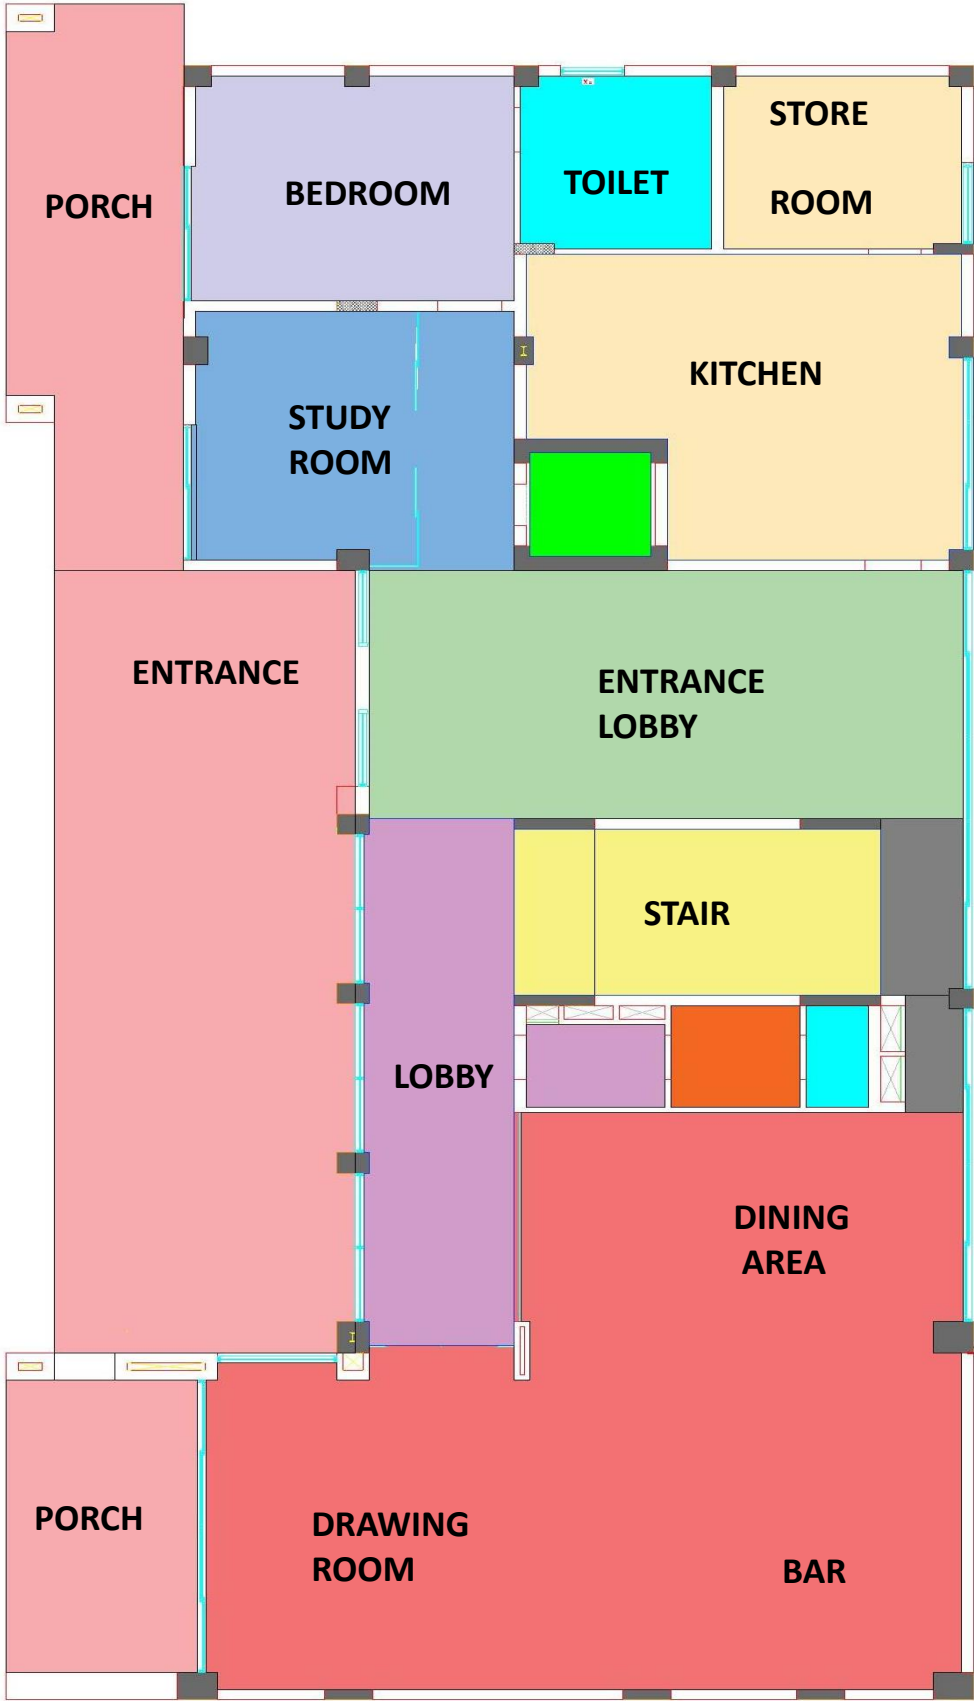 STORE
TOILET
BEDROOM
ROOM
PORCH
KITCHEN
STUDY
ROOM
ENTRANCE
ENTRANCE
LOBBY
STAIR
LOBBY
DINING
AREA
PORCH
DRAWING
ROOM
BAR